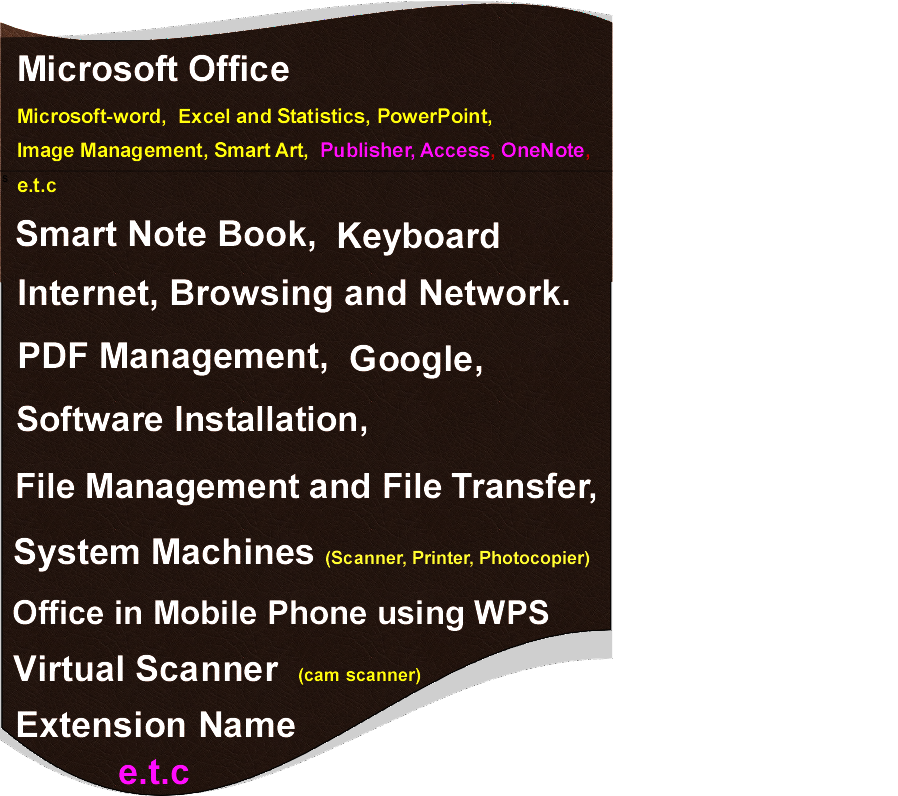 Microsoft Office
Microsoft-word, Excel and Statistics, PowerPoint,
Image Management, Smart Art, Publisher, Access, OneNote,
e.t.c
Smart Note Book, Keyboard
Internet, Browsing and Network.
PDF Management, Google,
Software Installation,
File Management and File Transfer,
System Machines (Scanner, Printer, Photocopier)
Office in Mobile Phone using WPS
Virtual Scanner (cam scanner)
Extension Name
e.t.c